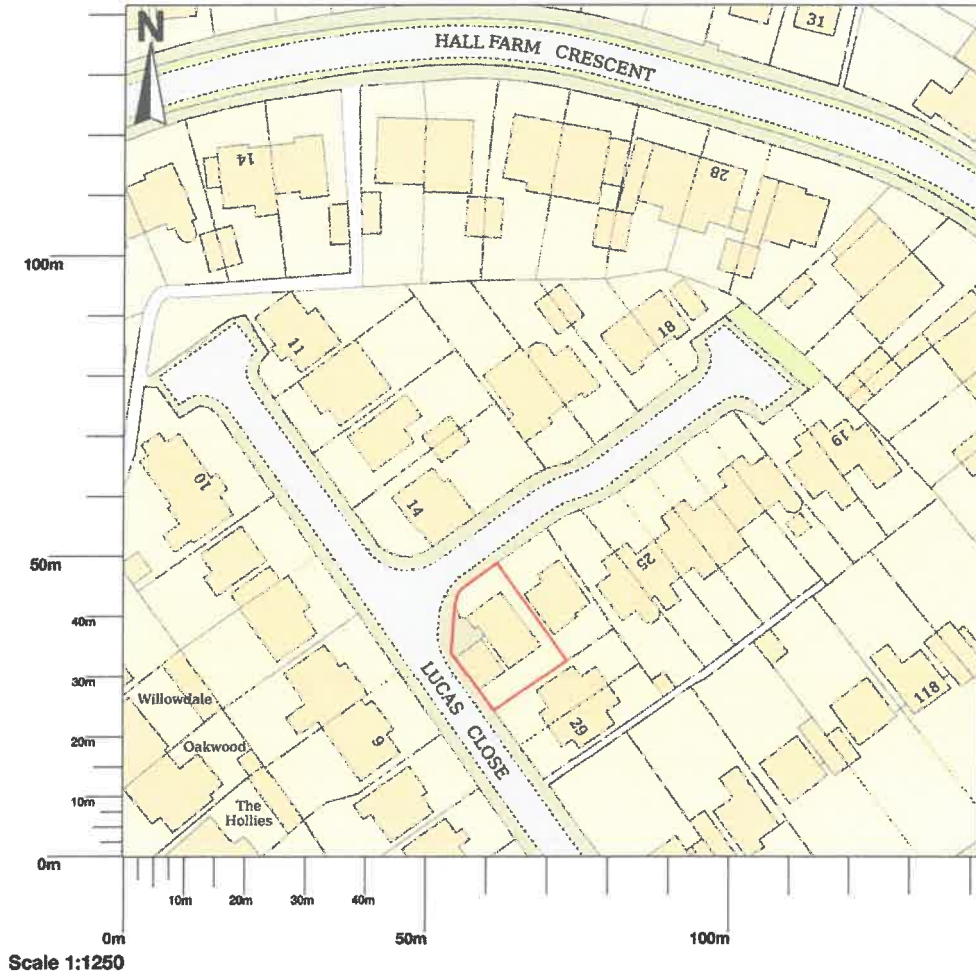 N
HALL FARM CRESCENT
31
14
28
100m
11
18
10
14
19
50m
25
40m
30m
LUCAS CLOSE
Willowdale
118
29
20m
Oakwood
9
10m
The
Hollies
0m
10m
20m
30m
40m
0m
50m
100m
Scale 1:1250